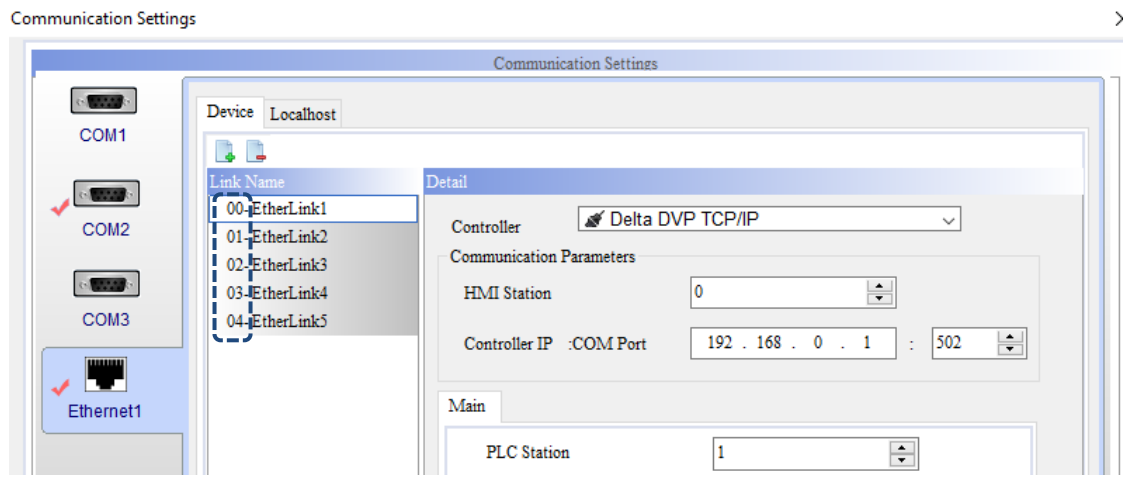 Communication Settings
Communication Settings
COM1
COM2
COM3
Ethernet1
Device Localhost
Link Name
00-EtherLink1
01-EtherLink2
02-EtherLink3
03-EtherLink4
04-EtherLink5
Detail
Controller Delta DVP TCP/IP
Communication Parameters
HMI Station 0
Controller IP :COM Port 192 . 168 . 0 . 1 : 502
Main
PLC Station 1